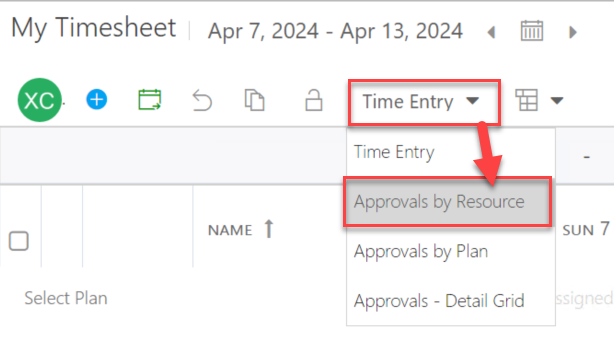 My Timesheet Apr 7, 2024 - Apr 13, 2024
XC Time Entry
Time Entry -
Approvals by Resource
NAME SUN 7
Approvals by Plan
Select Plan Approvals - Detail Grid ssigned